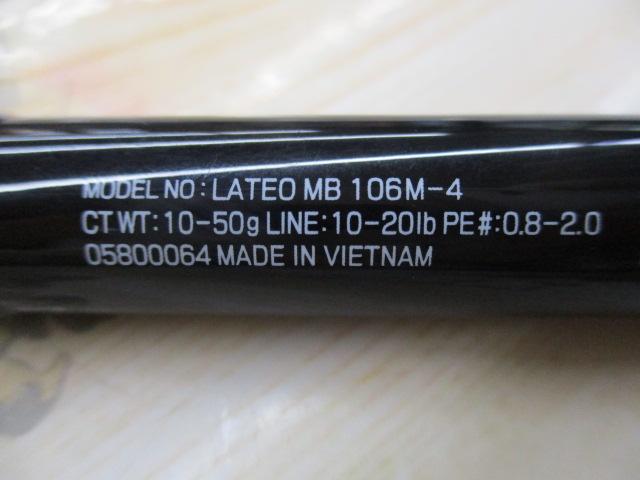 MODEL NO: LATEO MB 106M-4
CT WT: 10-50g LINE: 10-20lb PE#: 0.8-2.0
05800064 MADE IN VIETNAM